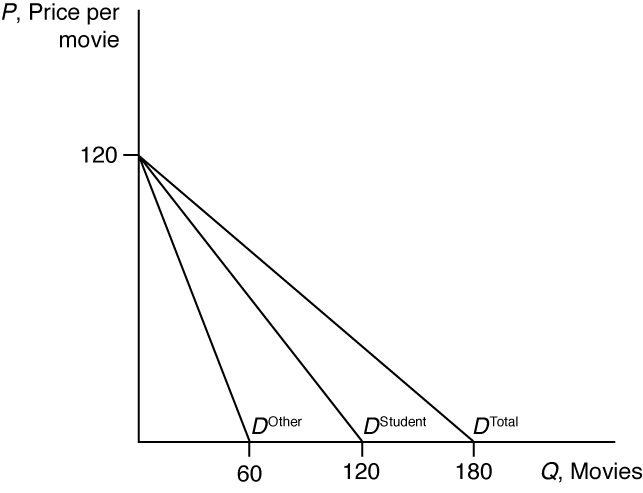 P, Price per
movie
120
DOther
DStudent
DTotal
60
120
180
Q, Movies